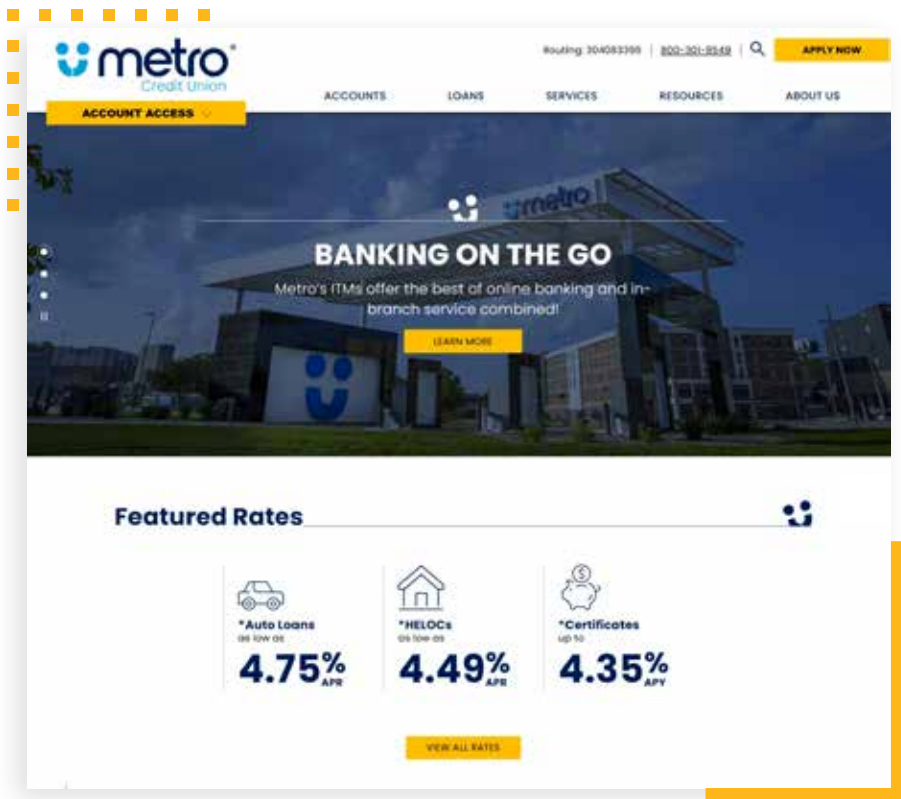 metro
Credit Union
Routing: 304083396 | 800-301-8549
APPLY NOW
ACCOUNT ACCESS
ACCOUNTS LOANS SERVICES RESOURCES ABOUT US
metro
BANKING ON THE GO
Metro's ITMs offer the best of online banking and in-
branch service combined!
LEARN MORE
Featured Rates
*Auto Loans
as low as
4.75% APR
*HELOCs
as low as
4.49% APR
*Certificates
up to
4.35% APY
VIEW ALL RATES